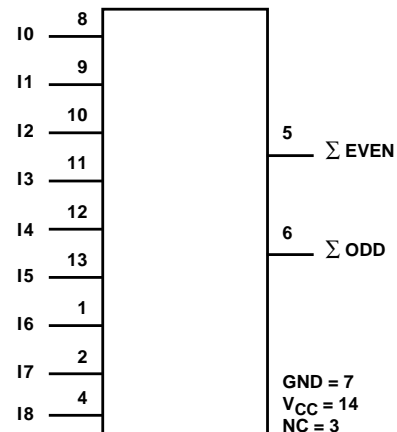 I0 8
I1 9
I2 10
I3 11
I4 12
I5 13
I6 1
I7 2
I8 4
5 Σ EVEN
6 Σ ODD
GND = 7
VCC = 14
NC = 3